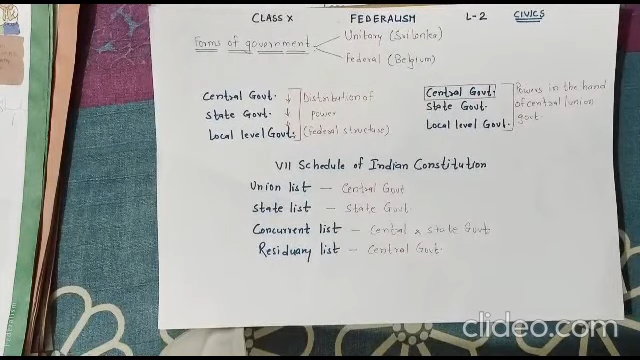 CLASS X FEDERALISM L-2 CIVICS
Forms of government Unitary (Srilanka)
Federal (Belgium)
Central Govt. Distribution of Central Govt. Powers in the hand
State Govt. power State Govt. of central/union
Local level Govt. (Federal structure) Local level Govt. govt.
VII Schedule of Indian Constitution
Union list — Central Govt
State list — State Govt.
Concurrent list — Central & State Govt
Residuary list — Central Govt.
Federalism
clideo.com